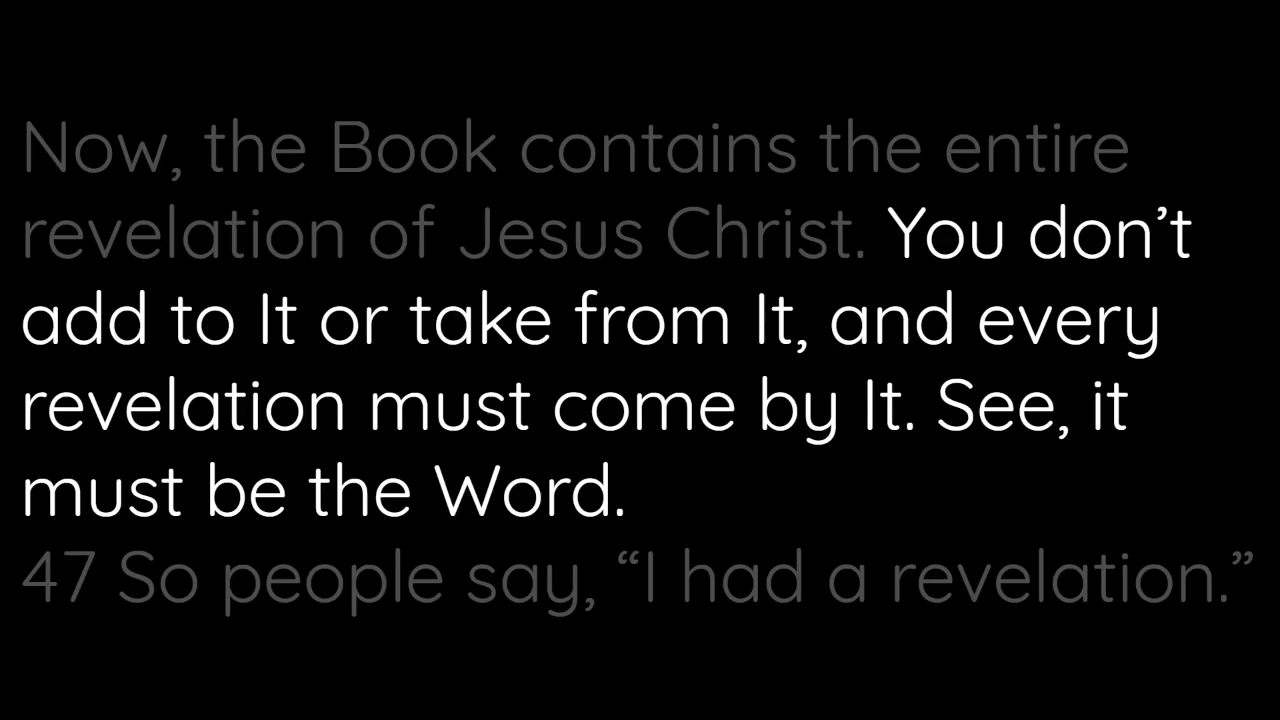 Now, the Book contains the entire
revelation of Jesus Christ. You don’t
add to It or take from It, and every
revelation must come by It. See, it
must be the Word.
47 So people say, “I had a revelation.”